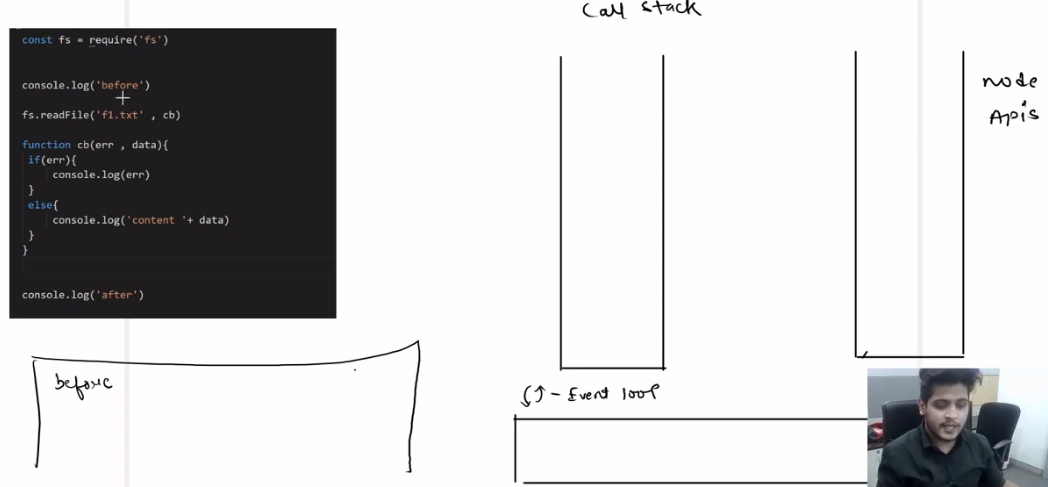 Call Stack
const fs = require('fs')
console.log('before')
fs.readFile('f1.txt' , cb)
function cb(err , data){
if(err){
console.log(err)
}
else{
console.log('content '+ data)
}
}
console.log('after')
node
Apis
before
Event loop